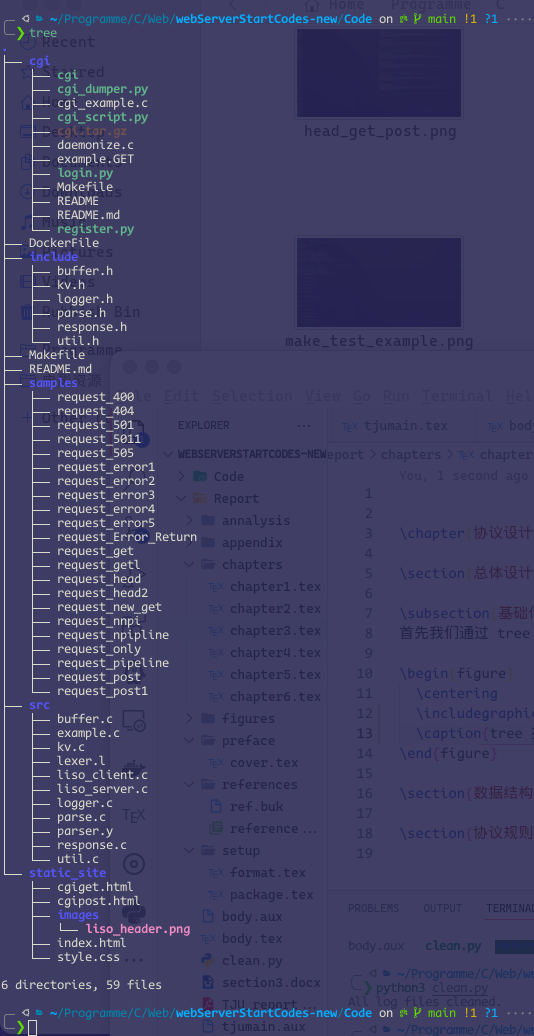 ~/Programme/C/Web/webServerStartCodes-new/Code on main !1 ?1
tree
.
├── cgi
│   ├── cgi
│   ├── cgi_dumper.py
│   ├── cgi_example.c
│   ├── cgi_script.py
│   ├── cgi_tar.gz
│   ├── daemonize.c
│   ├── example.GET
│   ├── login.py
│   ├── Makefile
│   ├── README
│   ├── README.md
│   └── register.py
├── DockerFile
├── include
│   ├── buffer.h
│   ├── kv.h
│   ├── logger.h
│   ├── parse.h
│   ├── response.h
│   └── util.h
├── Makefile
├── README.md
├── samples
│   ├── request_400
│   ├── request_404
│   ├── request_501
│   ├── request_5011
│   ├── request_505
│   ├── request_error1
│   ├── request_error2
│   ├── request_error3
│   ├── request_error4
│   ├── request_error5
│   ├── request_Error_Return
│   ├── request_get
│   ├── request_getl
│   ├── request_head
│   ├── request_head2
│   ├── request_new_get
│   ├── request_nnpi
│   ├── request_npipline
│   ├── request_only
│   ├── request_pipeline
│   ├── request_post
│   └── request_post1
├── src
│   ├── buffer.c
│   ├── example.c
│   ├── kv.c
│   ├── lexer.l
│   ├── liso_client.c
│   ├── liso_server.c
│   ├── logger.c
│   ├── parse.c
│   ├── parser.y
│   ├── response.c
│   └── util.c
└── static_site
    ├── cgiget.html
    ├── cgipost.html
    ├── images
    │   └── liso_header.png
    ├── index.html
    └── style.css
6 directories, 59 files
~/Programme/C/Web/webServerStartCodes-new/Code on main !1 ?1
Home Programme C
Recent
Starred
head_get_post.png
make_test_example.png
Edit Selection View Go Run Terminal Hel
EXPLORER ...
WEBSERVERSTARTCODES-NEW
Code
Report
annalysis
appendix
chapters
chapter1.tex
chapter2.tex
chapter3.tex
chapter4.tex
chapter5.tex
chapter6.tex
figures
preface
cover.tex
references
ref.buk
reference...
setup
format.tex
package.tex
body.aux
body.tex
clean.py
section3.docx
TJU_report...
tjumain.aux
tjumain.tex
body
eport > chapters > chapter
You, 1 second ago
1
2
3 \chapter{协议设计
4
5 \section{总体设计
6
7 \subsection{基础
8 首先我们通过 tree
9
10 \begin{figure}
11 \centering
12 \includegraphic
13 \caption{tree
14 \end{figure}
15
16 \section{数据结构
17
18 \section{协议规则
19
PROBLEMS OUTPUT TERMINAL
body.aux clean.py
~/Programme/C/Web/w
python3 clean.py
All log files cleaned.